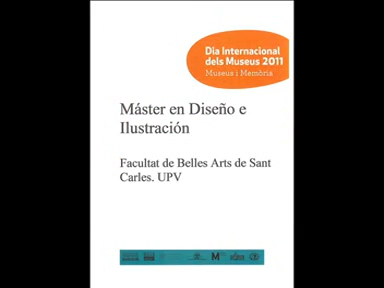 Dia Internacional
dels Museus 2011
Museus i Memòria
Máster en Diseño e
Ilustración
Facultat de Belles Arts de Sant
Carles. UPV